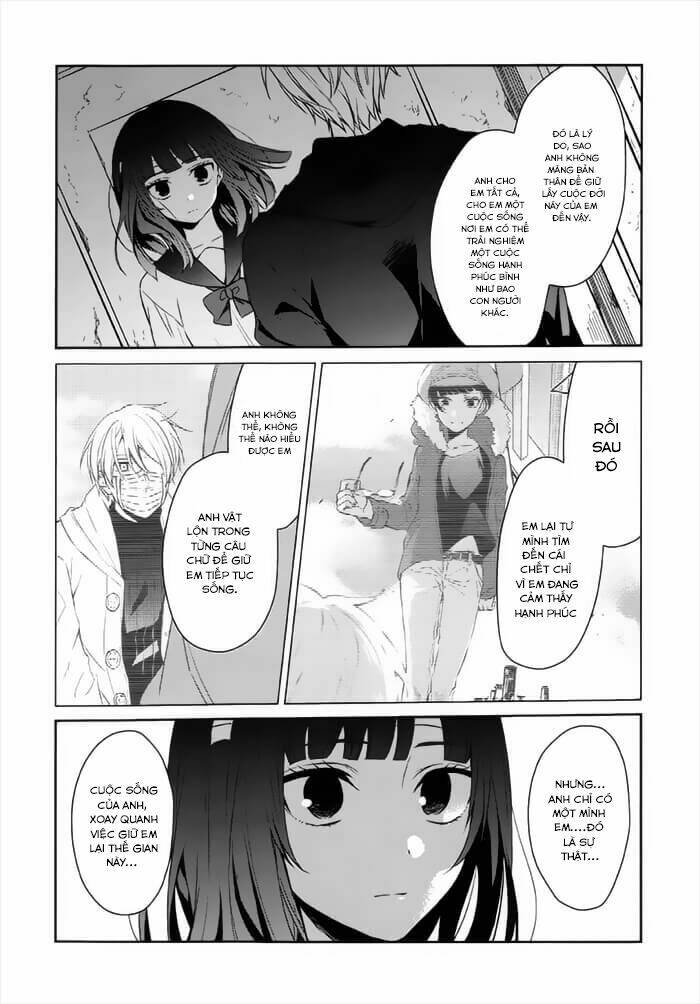 ĐÓ LÀ LÝ
DO, SAO
ANH KHÔNG
MÀNG BẢN
THÂN ĐỂ GIỮ
LẤY CUỘC ĐỜI
NÀY CỦA EM
ĐẾN VẬY.
ANH CHO
EM TẤT CẢ,
CHO EM MỘT
CUỘC SỐNG
NƠI EM CÓ THỂ
TRẢI NGHIỆM
MỘT CUỘC
SỐNG HẠNH
PHÚC BÌNH
NHƯ BAO
CON NGƯỜI
KHÁC.
RỒI
SAU
ĐÓ
EM LẠI TỰ
MÌNH TÌM
ĐẾN CÁI
CHẾT CHỈ
VÌ EM ĐANG
CẢM THẤY
HẠNH PHÚC
ANH KHÔNG
THỂ, KHÔNG
THỂ NÀO HIỂU
ĐƯỢC EM
ANH VẬT
LỘN TRONG
TỪNG CÂU
CHỮ ĐỂ GIỮ
EM TIẾP TỤC
SỐNG.
NHƯNG...
ANH CHỈ CÓ
MỘT MÌNH
EM....ĐÓ
LÀ SỰ
THẬT...
CUỘC SỐNG
CỦA ANH,
XOAY QUANH
VIỆC GIỮ EM
LẠI THẾ GIAN
NÀY...